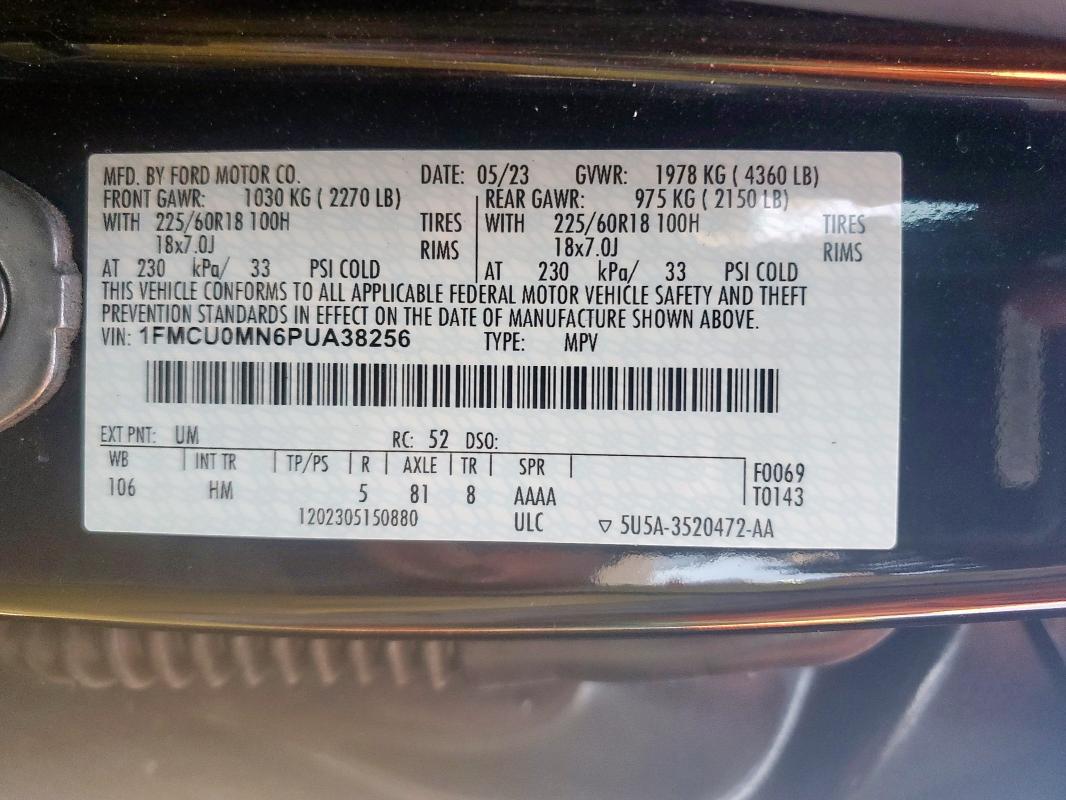 MFD. BY FORD MOTOR CO. DATE: 05/23 GVWR: 1978 KG ( 4360 LB)
FRONT GAWR: 1030 KG ( 2270 LB) REAR GAWR: 975 KG ( 2150 LB)
WITH 225/60R18 100H TIRES WITH 225/60R18 100H TIRES
18x7.0J RIMS 18x7.0J RIMS
AT 230 kPa/ 33 PSI COLD AT 230 kPa/ 33 PSI COLD
THIS VEHICLE CONFORMS TO ALL APPLICABLE FEDERAL MOTOR VEHICLE SAFETY AND THEFT
PREVENTION STANDARDS IN EFFECT ON THE DATE OF MANUFACTURE SHOWN ABOVE.
VIN: 1FMCU0MN6PUA38256 TYPE: MPV
EXT PNT: UM RC: 52 DSO:
WB INT TR TP/PS R AXLE TR SPR F0069
106 HM 5 81 8 AAAA T0143
1202305150880 ULC ▽ 5U5A-3520472-AA